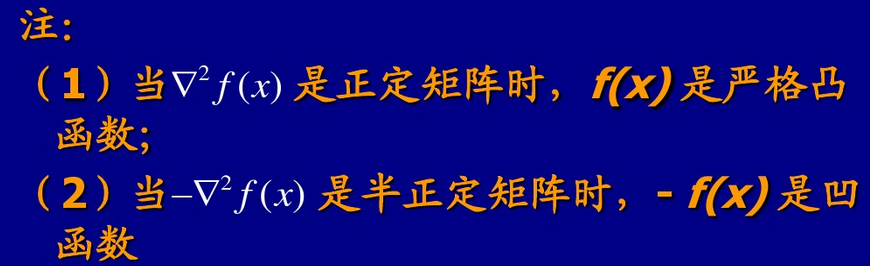 注:
（1）当∇²f(x) 是正定矩阵时，f(x)是严格凸
函数;
（2）当–∇²f(x) 是半正定矩阵时，- f(x)是凹
函数